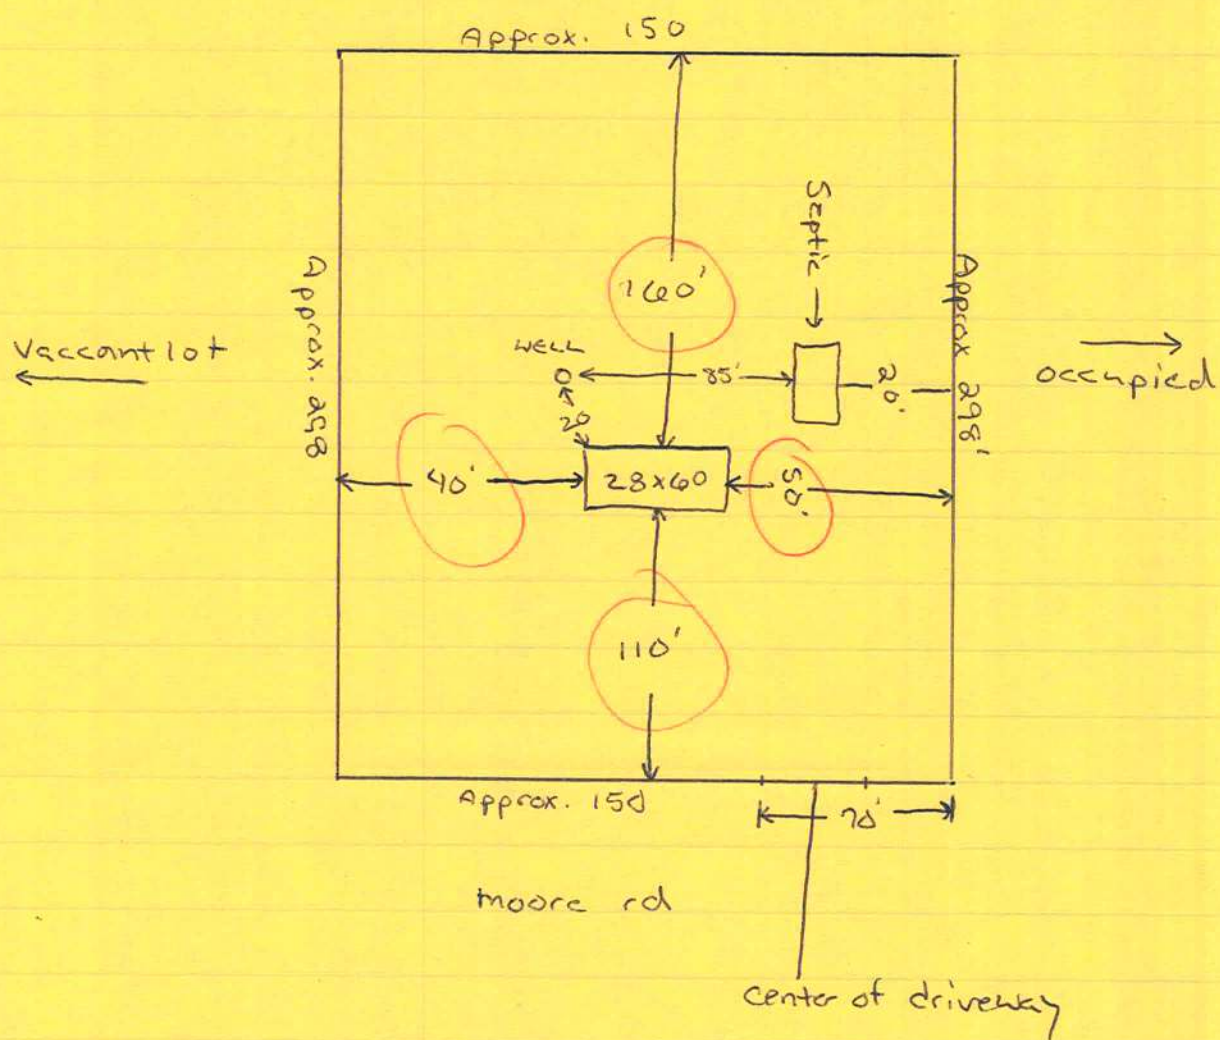 Approx. 150
Septic
160'
Approx. 298
Approx 298'
Vaccant lot
WELL
85'
20'
occupied
20
40'
28x60
50'
110'
Approx. 150
70'
moore rd
center of driveway